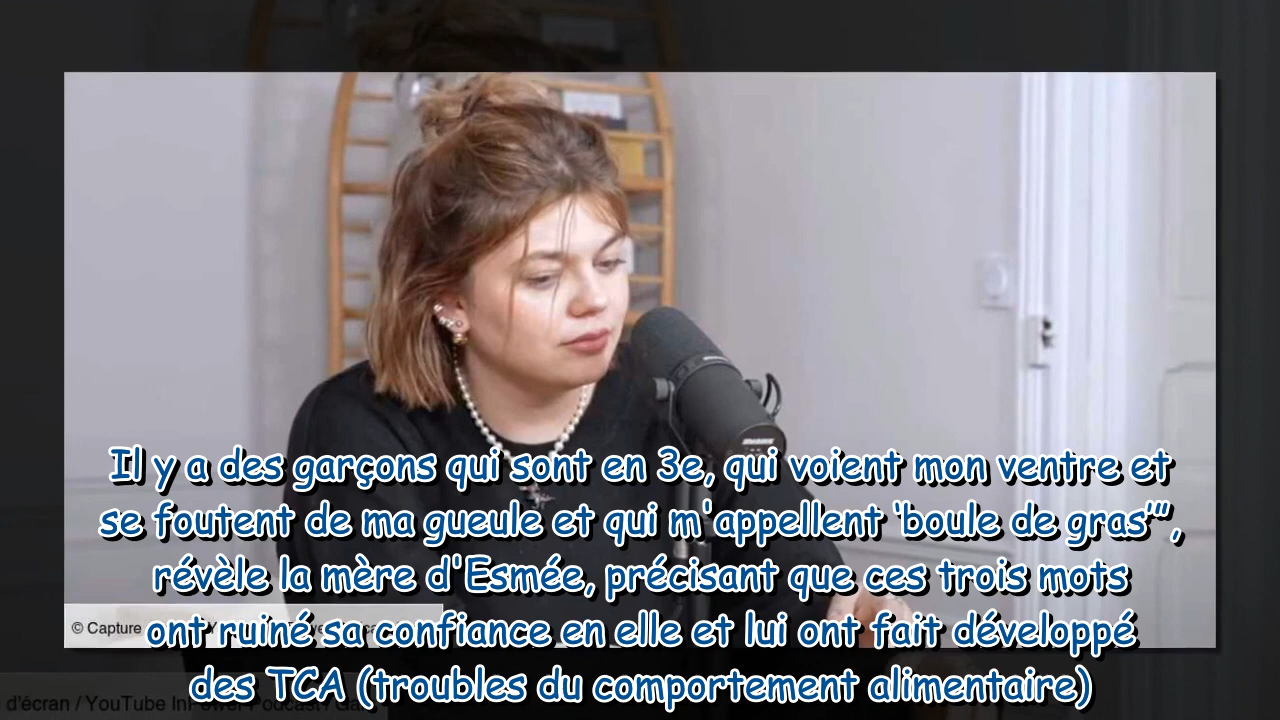 Il y a des garçons qui sont en 3e, qui voient mon ventre et
se foutent de ma gueule et qui m'appellent ‘boule de gras’”,
révèle la mère d'Esmée, précisant que ces trois mots
© Capture
ont ruiné sa confiance en elle et lui ont fait développé
des TCA (troubles du comportement alimentaire)
d'écran / YouTube InPower Podcast /